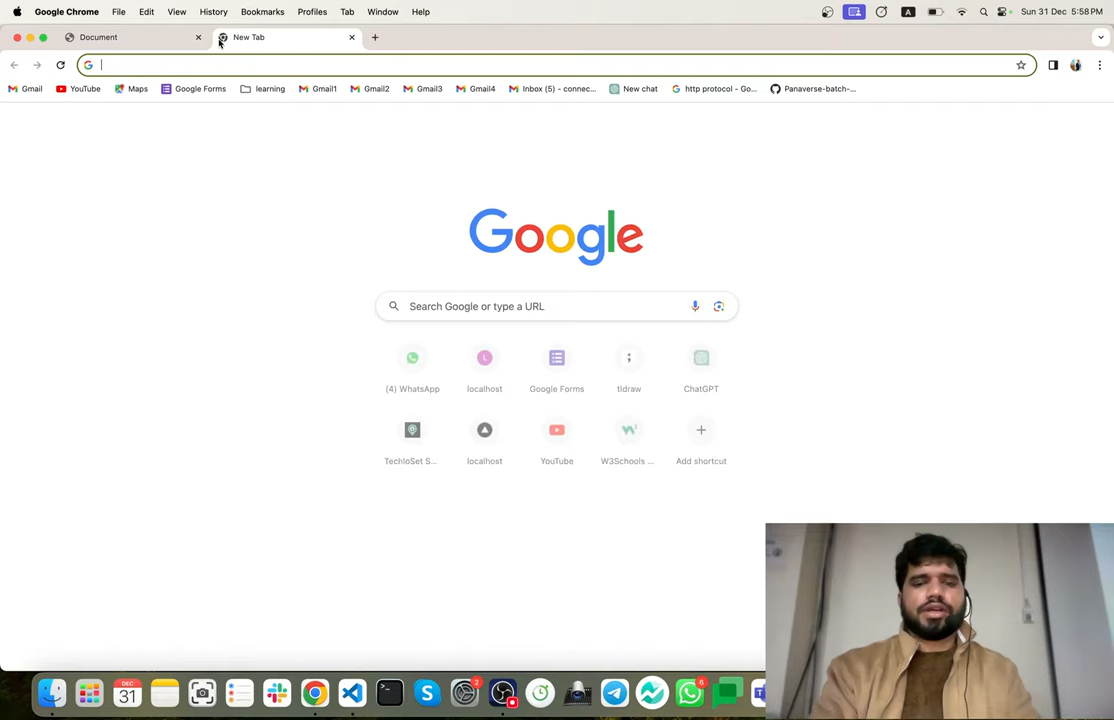 Google Chrome File Edit View History Bookmarks Profiles Tab Window Help A Sun 31 Dec 5:58 PM
Document New Tab
Gmail YouTube Maps Google Forms learning Gmail1 Gmail2 Gmail3 Gmail4 Inbox (5) - connec... New chat http protocol - Go... Panaverse-batch-...
Google
Search Google or type a URL
(4) WhatsApp localhost Google Forms tldraw ChatGPT
TechloSet S... localhost YouTube W3Schools ... Add shortcut
DEC
31
2
6